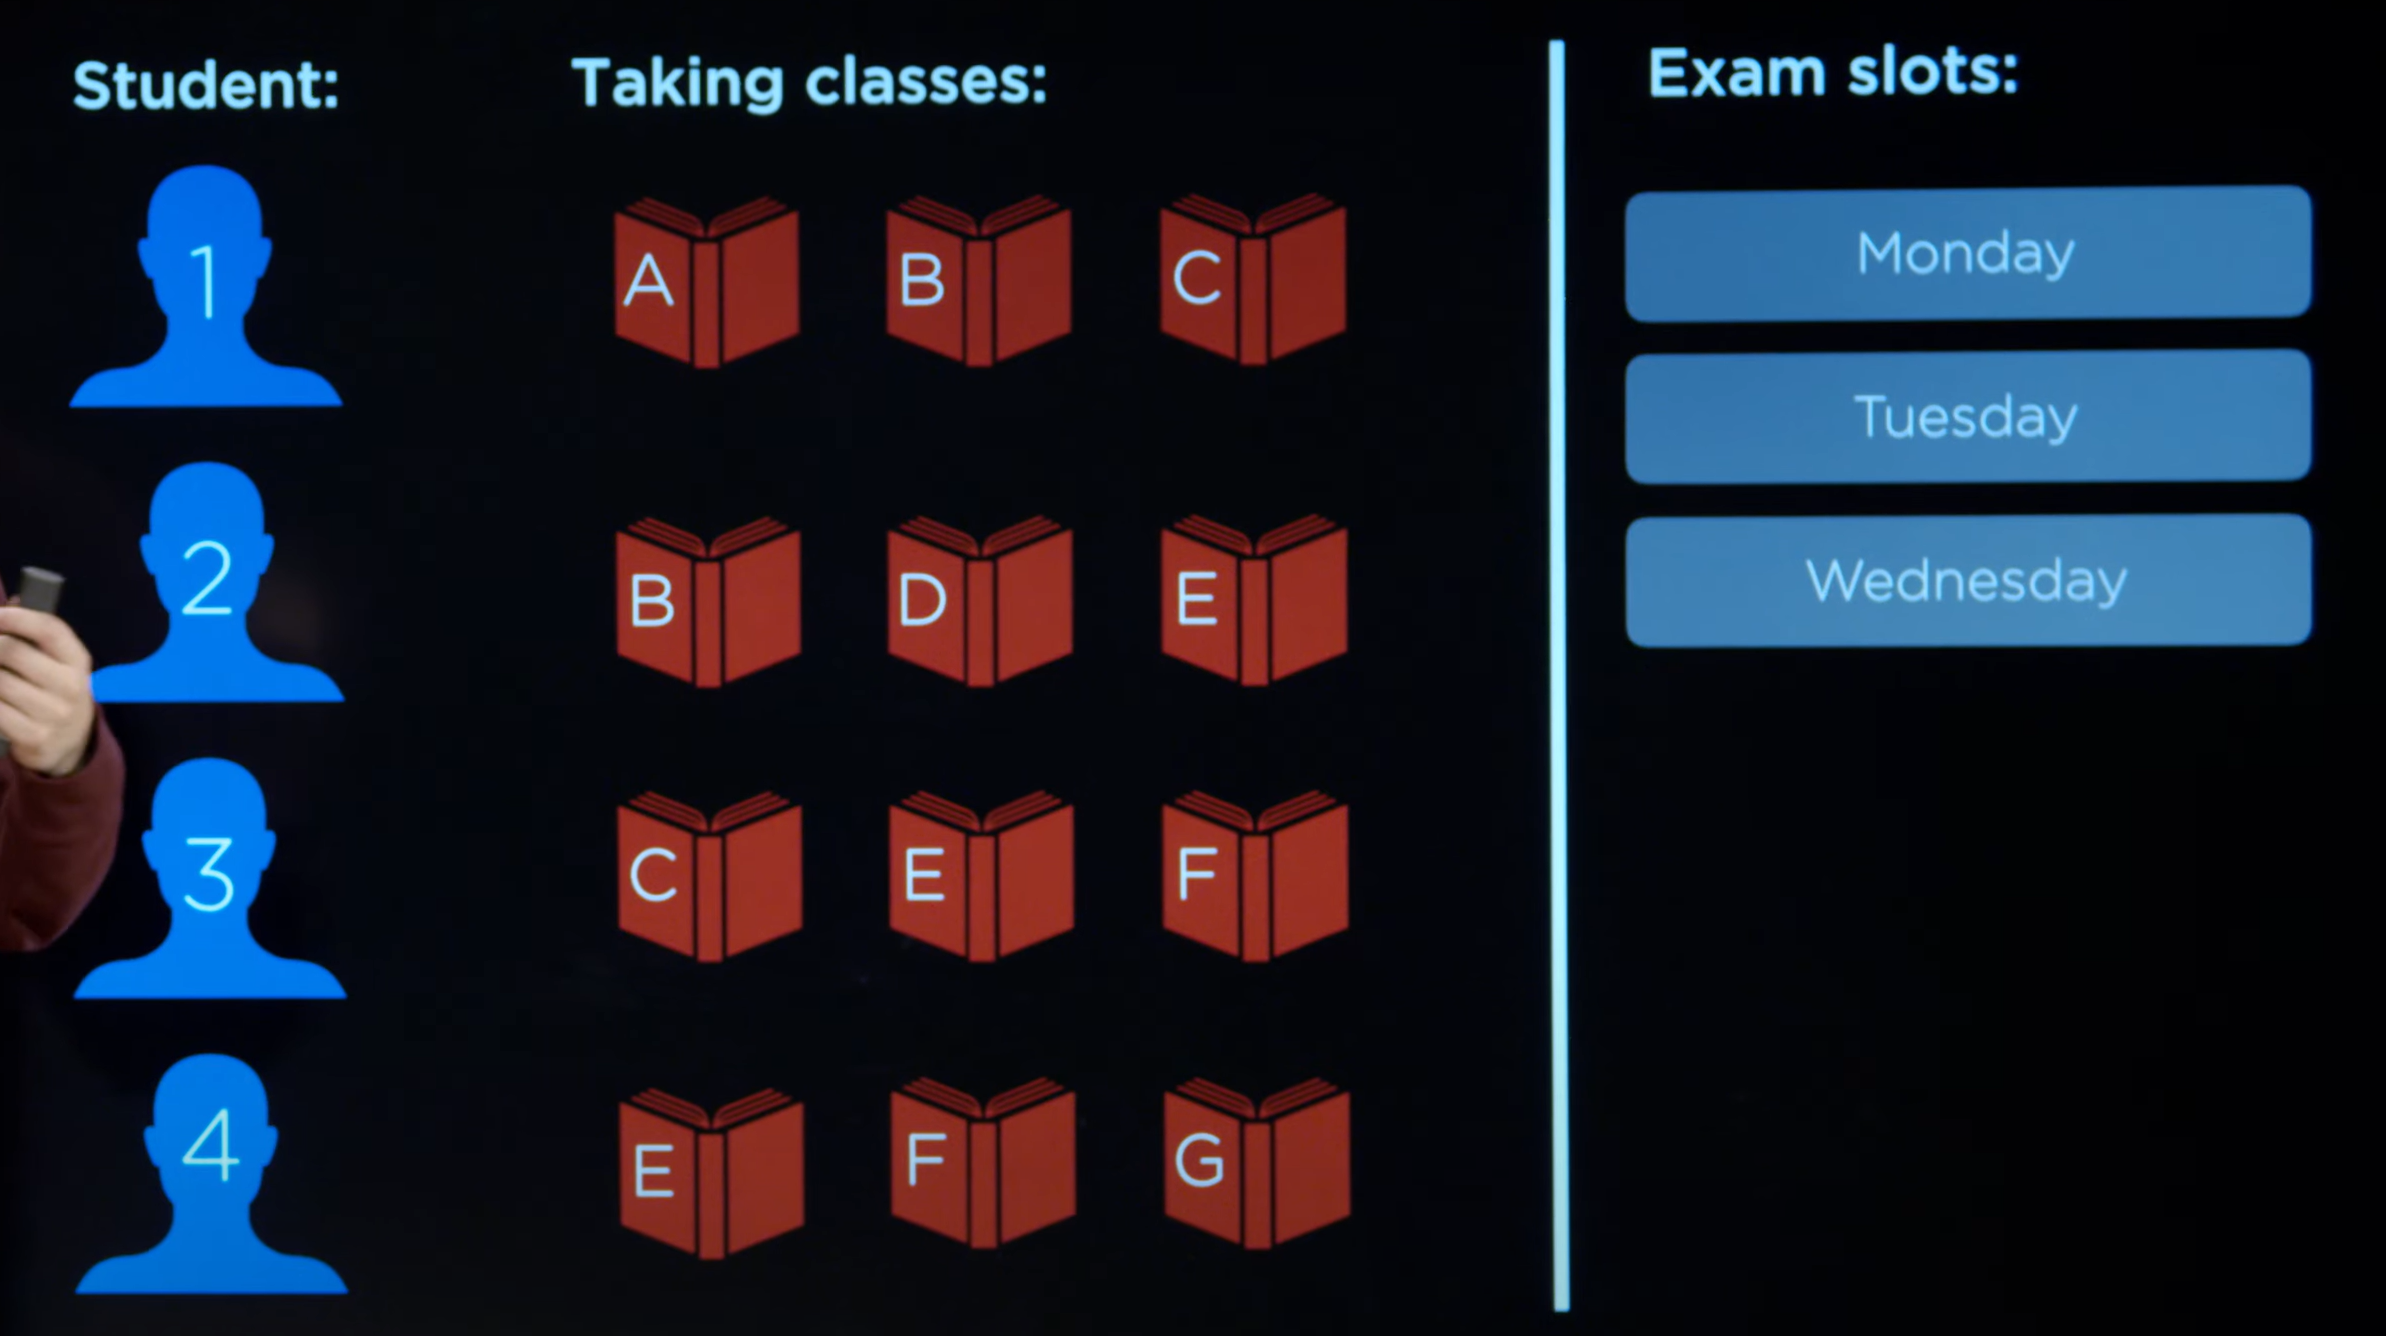 Student: Taking classes: Exam slots:
1 A B C Monday
Tuesday
2 B D E Wednesday
3 C E F
4 E F G